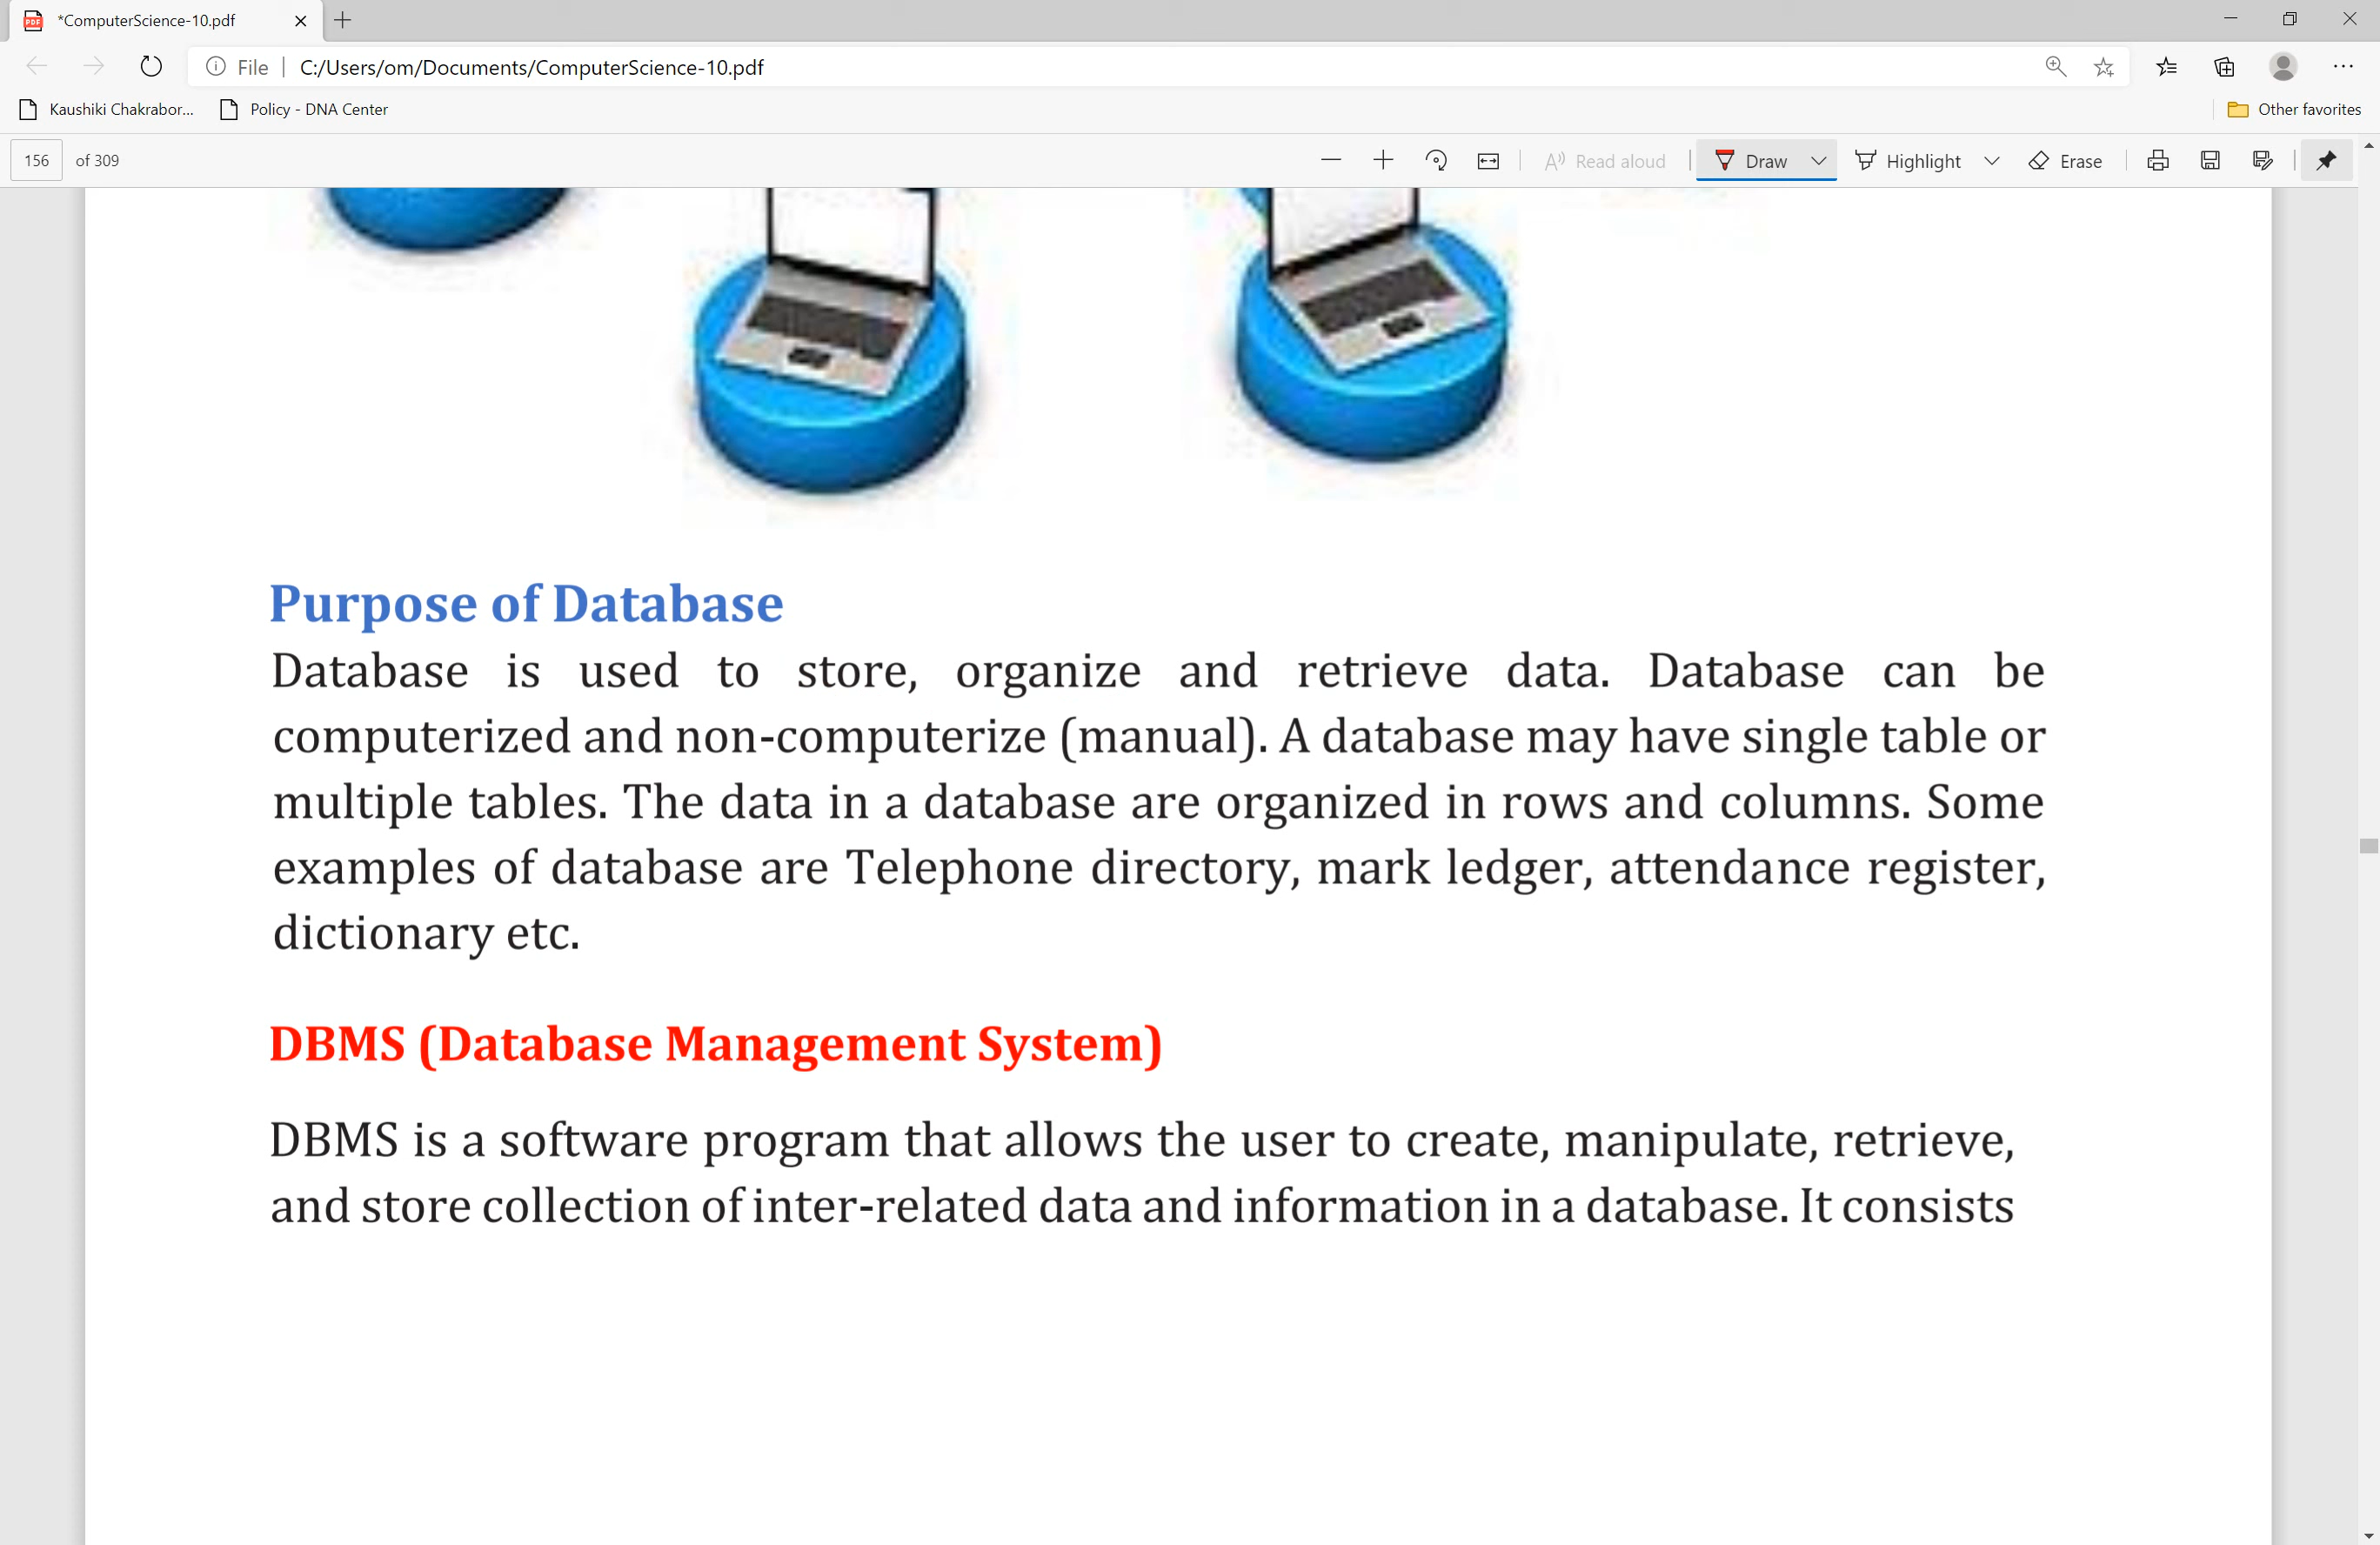 *ComputerScience-10.pdf
File | C:/Users/om/Documents/ComputerScience-10.pdf
Kaushiki Chakrabor... Policy - DNA Center Other favorites
156 of 309 Read aloud Draw Highlight Erase
Purpose of Database
Database is used to store, organize and retrieve data. Database can be
computerized and non-computerize (manual). A database may have single table or
multiple tables. The data in a database are organized in rows and columns. Some
examples of database are Telephone directory, mark ledger, attendance register,
dictionary etc.
DBMS (Database Management System)
DBMS is a software program that allows the user to create, manipulate, retrieve,
and store collection of inter-related data and information in a database. It consists